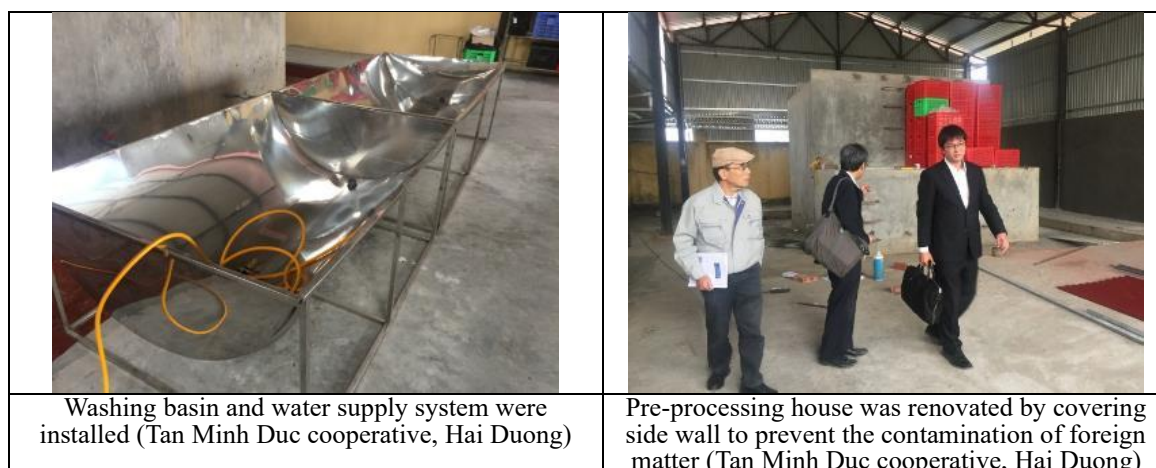 Washing basin and water supply system were
installed (Tan Minh Duc cooperative, Hai Duong)
Pre-processing house was renovated by covering
side wall to prevent the contamination of foreign
matter (Tan Minh Duc cooperative, Hai Duong)